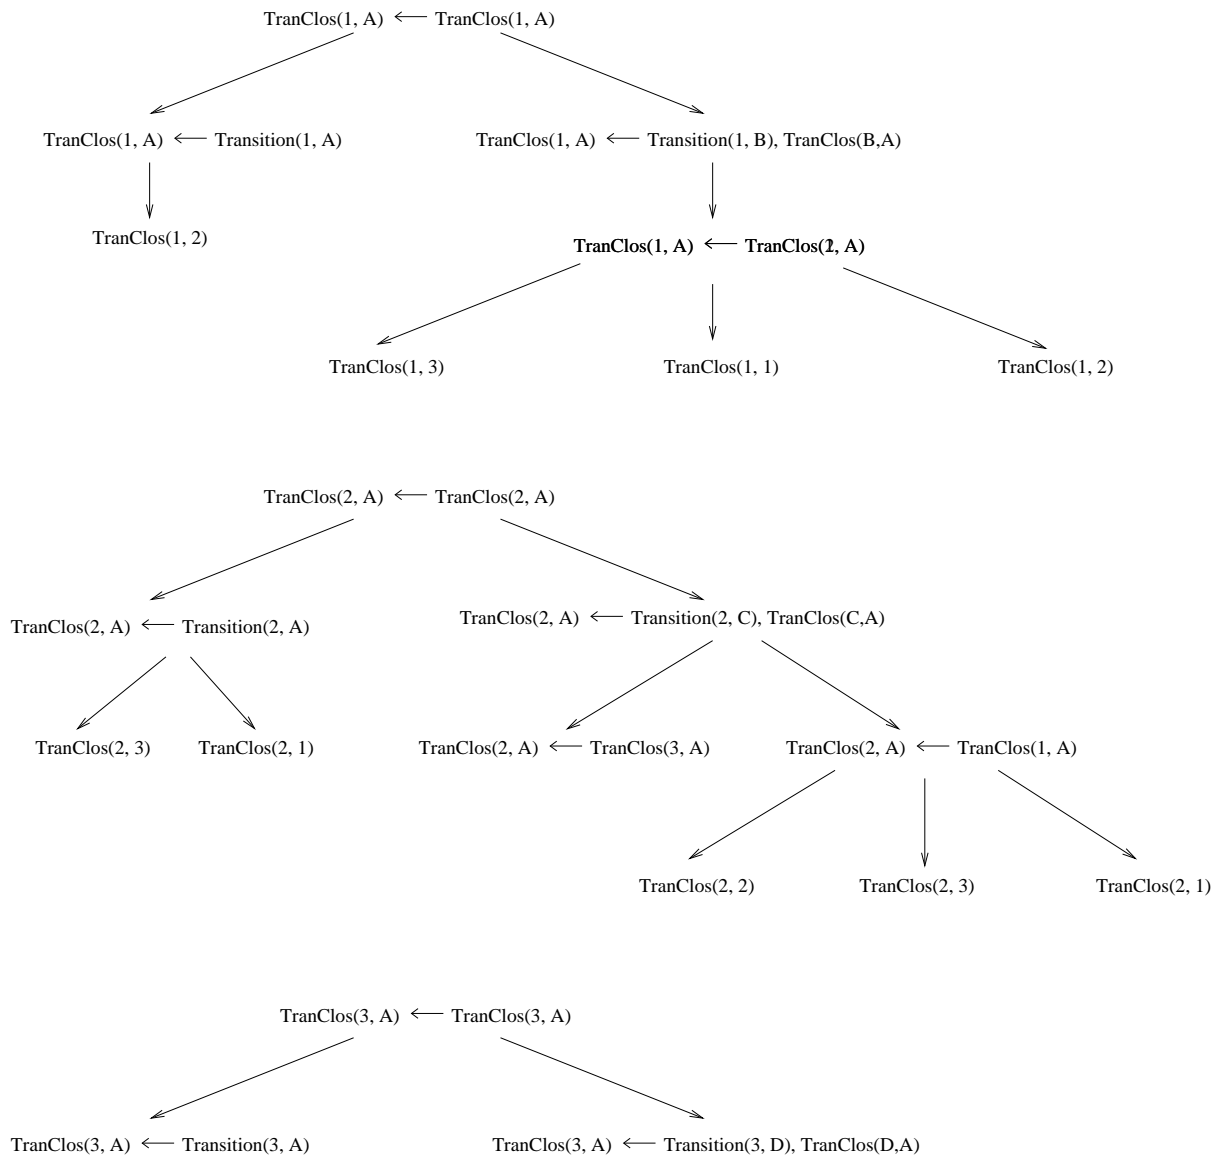 TranClos(1, A) ← TranClos(1, A)
TranClos(1, A) ← Transition(1, A)
TranClos(1, A) ← Transition(1, B), TranClos(B,A)
TranClos(1, 2)
TranClos(1, A) ← A)
TranClos(1, 3)
TranClos(1, 1)
TranClos(1, 2)
TranClos(2, A) ← TranClos(2, A)
TranClos(2, A) ← Transition(2, A)
TranClos(2, A) ← Transition(2, C), TranClos(C,A)
TranClos(2, 3)
TranClos(2, 1)
TranClos(2, A) ← TranClos(3, A)
TranClos(2, A) ← TranClos(1, A)
TranClos(2, 2)
TranClos(2, 3)
TranClos(2, 1)
TranClos(3, A) ← TranClos(3, A)
TranClos(3, A) ← Transition(3, A)
TranClos(3, A) ← Transition(3, D), TranClos(D,A)